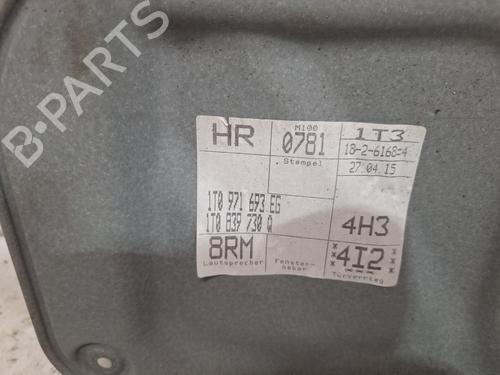 B-PARTS
HR
M100
0781
1T3
18-2-6168=4
Stempel
27.04.15
1T0 971 693 EG
1T0 839 730 Q
4H3
8RM
4I2
Lautsprecher
Fenster-
heber
Türverrieg